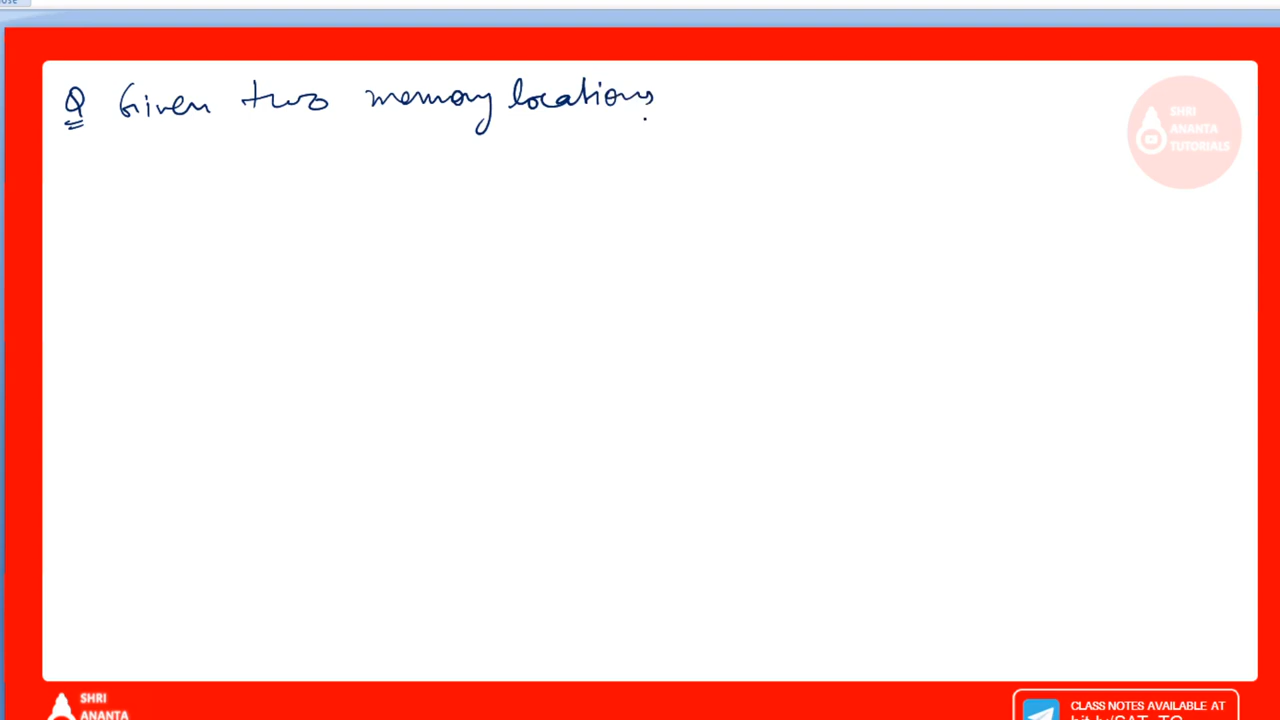 Q Given two memory locations
SHRI
ANANTA
TUTORIALS
SHRI
ANANTA
CLASS NOTES AVAILABLE AT